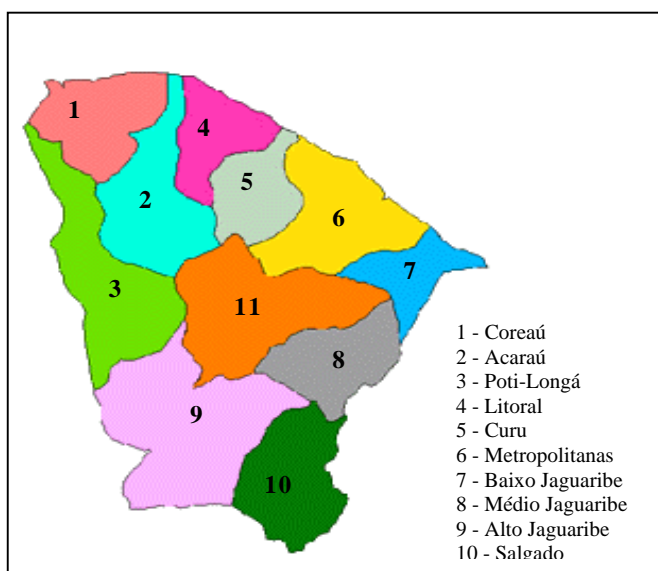 1
4
2
5
6
7
3
11
8
9
10
1 - Coreaú
2 - Acaraú
3 - Poti-Longá
4 - Litoral
5 - Curu
6 - Metropolitanas
7 - Baixo Jaguaribe
8 - Médio Jaguaribe
9 - Alto Jaguaribe
10 - Salgado